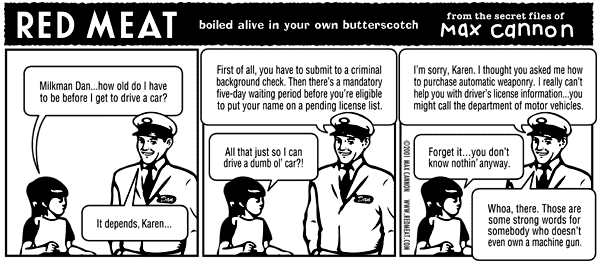 RED MEAT
boiled alive in your own butterscotch
from the secret files of
Max cannon
Milkman Dan...how old do I have
to be before I get to drive a car?
It depends, Karen...
Dan
First of all, you have to submit to a criminal
background check. Then there's a mandatory
five-day waiting period before you're eligible
to put your name on a pending license list.
All that just so I can
drive a dumb ol' car?!
Dan
©2001 MAX CANNON WWW.REDMEAT.COM
I'm sorry, Karen. I thought you asked me how
to purchase automatic weaponry. I really can't
help you with driver's license information...you
might call the department of motor vehicles.
Forget it...you don't
know nothin' anyway.
Whoa, there. Those are
some strong words for
somebody who doesn't
even own a machine gun.